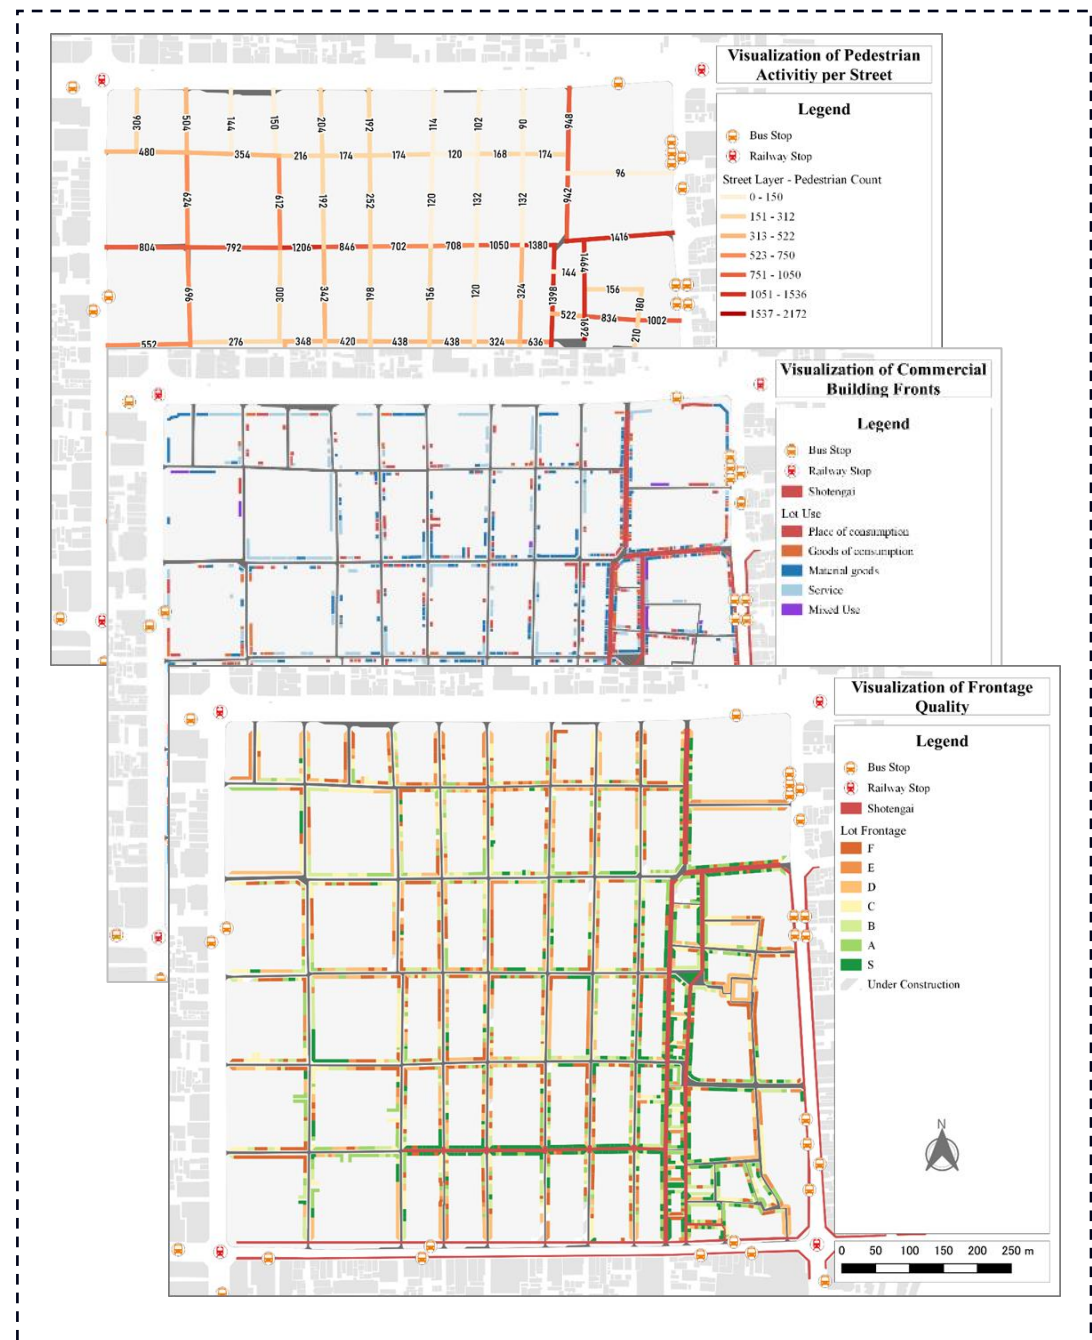 Visualization of Pedestrian
Activitiy per Street
Legend
Bus Stop
Railway Stop
Street Layer - Pedestrian Count
0 - 150
151 - 312
313 - 522
523 - 750
751 - 1050
1051 - 1536
1537 - 2172
306
405
144
150
204
192
114
102
90
948
480
354
216
174
174
120
168
174
96
629
612
192
252
120
132
132
942
804
792
1206
846
702
708
1050
1380
1416
1464
144
969
300
342
168
156
120
324
1398
156
180
522
834
1002
1692
210
552
276
348
420
438
438
324
636
Visualization of Commercial
Building Fronts
Legend
Bus Stop
Railway Stop
Shotengai
Lot Use
Place of consumption
Goods of consumption
Material goods
Service
Mixed Use
Visualization of Frontage
Quality
Legend
Bus Stop
Railway Stop
Shotengai
Lot Frontage
F
E
D
C
B
A
S
Under Construction
N
0 50 100 150 200 250 m